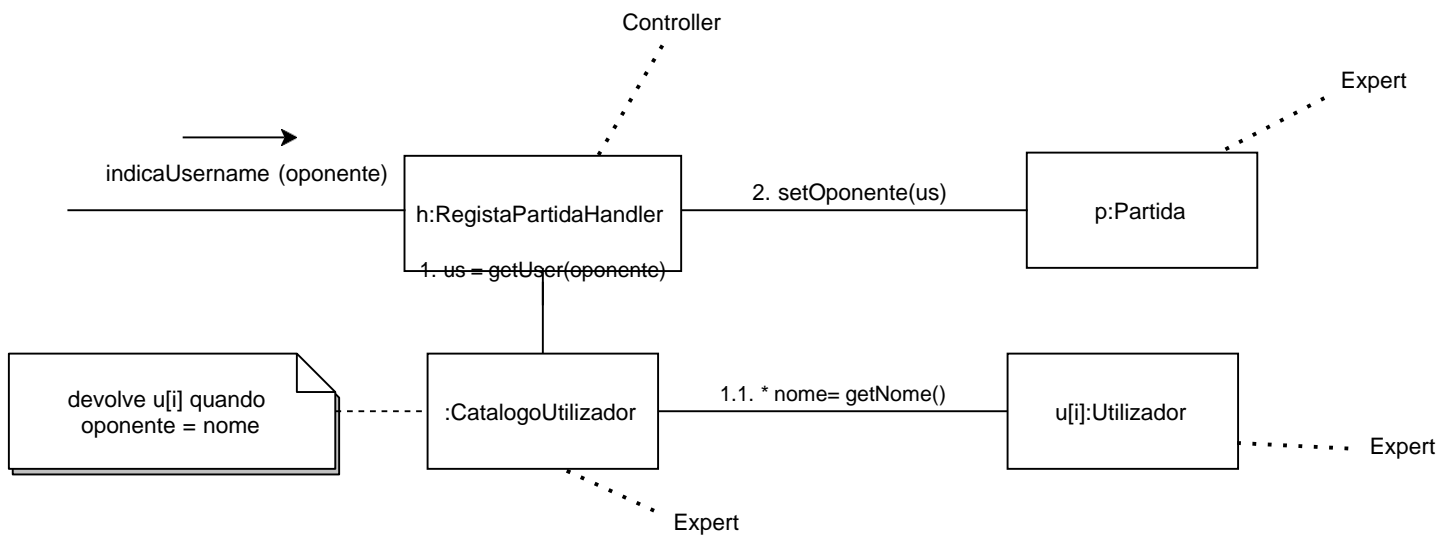 Controller
Expert
indicaUsername (oponente)
h:RegistaPartidaHandler
2. setOponente(us)
p:Partida
1. us = getUser(oponente)
devolve u[i] quando
oponente = nome
:CatalogoUtilizador
1.1. * nome= getNome()
u[i]:Utilizador
Expert
Expert